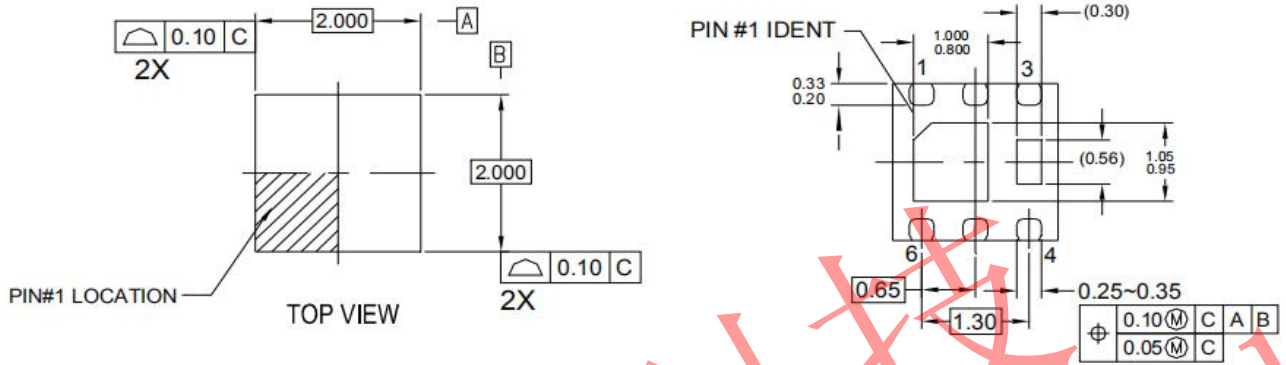 2.000
A
⌓ 0.10 C
2X
B
2.000
⌓ 0.10 C
2X
PIN#1 LOCATION
TOP VIEW
(0.30)
PIN #1 IDENT
1.000
0.800
1
3
0.33
0.20
(0.56)
1.05
0.95
6
4
0.65
0.25~0.35
1.30
⌖ 0.10Ⓜ C A B
0.05Ⓜ C